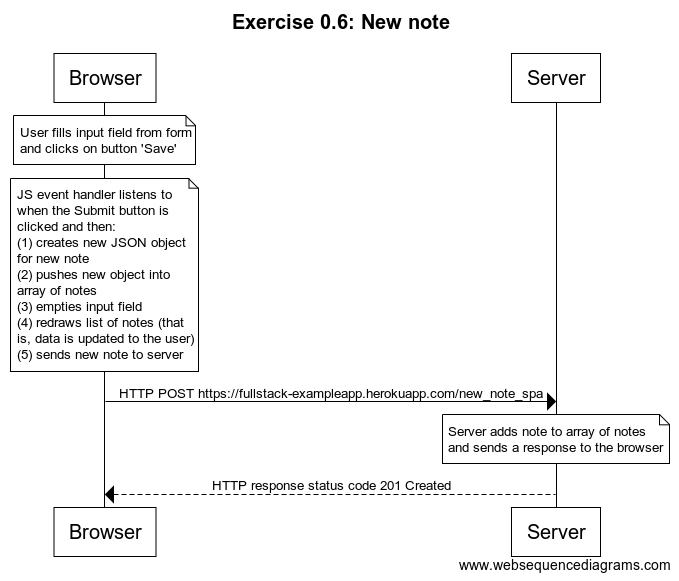 Exercise 0.6: New note
Browser
Server
User fills input field from form
and clicks on button 'Save'
JS event handler listens to
when the Submit button is
clicked and then:
(1) creates new JSON object
for new note
(2) pushes new object into
array of notes
(3) empties input field
(4) redraws list of notes (that
is, data is updated to the user)
(5) sends new note to server
HTTP POST https://fullstack-exampleapp.herokuapp.com/new_note_spa
Server adds note to array of notes
and sends a response to the browser
HTTP response status code 201 Created
Browser
Server
www.websequencediagrams.com